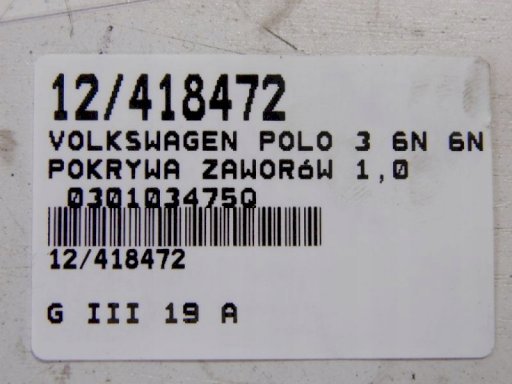 12/418472
VOLKSWAGEN POLO 3 6N 6N
POKRYWA ZAWORóW 1,0
030103475Q
12/418472
G III 19 A